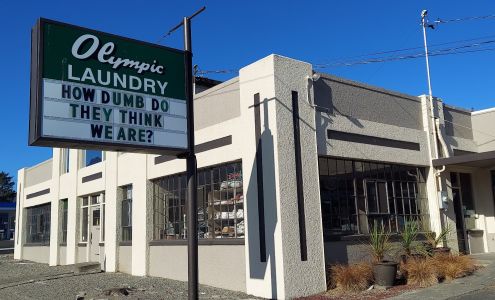 Olympic
LAUNDRY
HOW DUMB DO
THEY THINK
WE ARE?